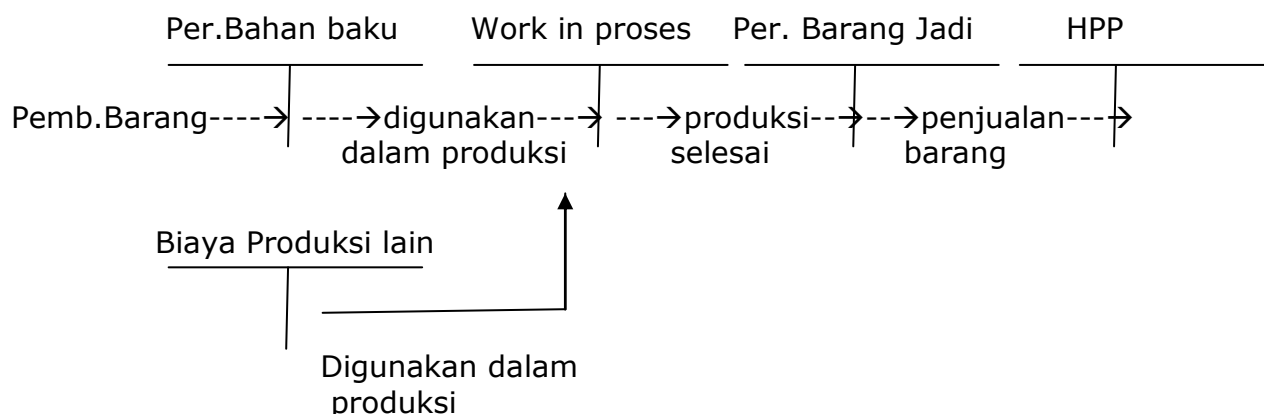 Per.Bahan baku Work in proses Per. Barang Jadi HPP
Pemb.Barang----→ ----→digunakan---→ ---→produksi--→--→penjualan---→
dalam produksi selesai barang
Biaya Produksi lain
Digunakan dalam
produksi